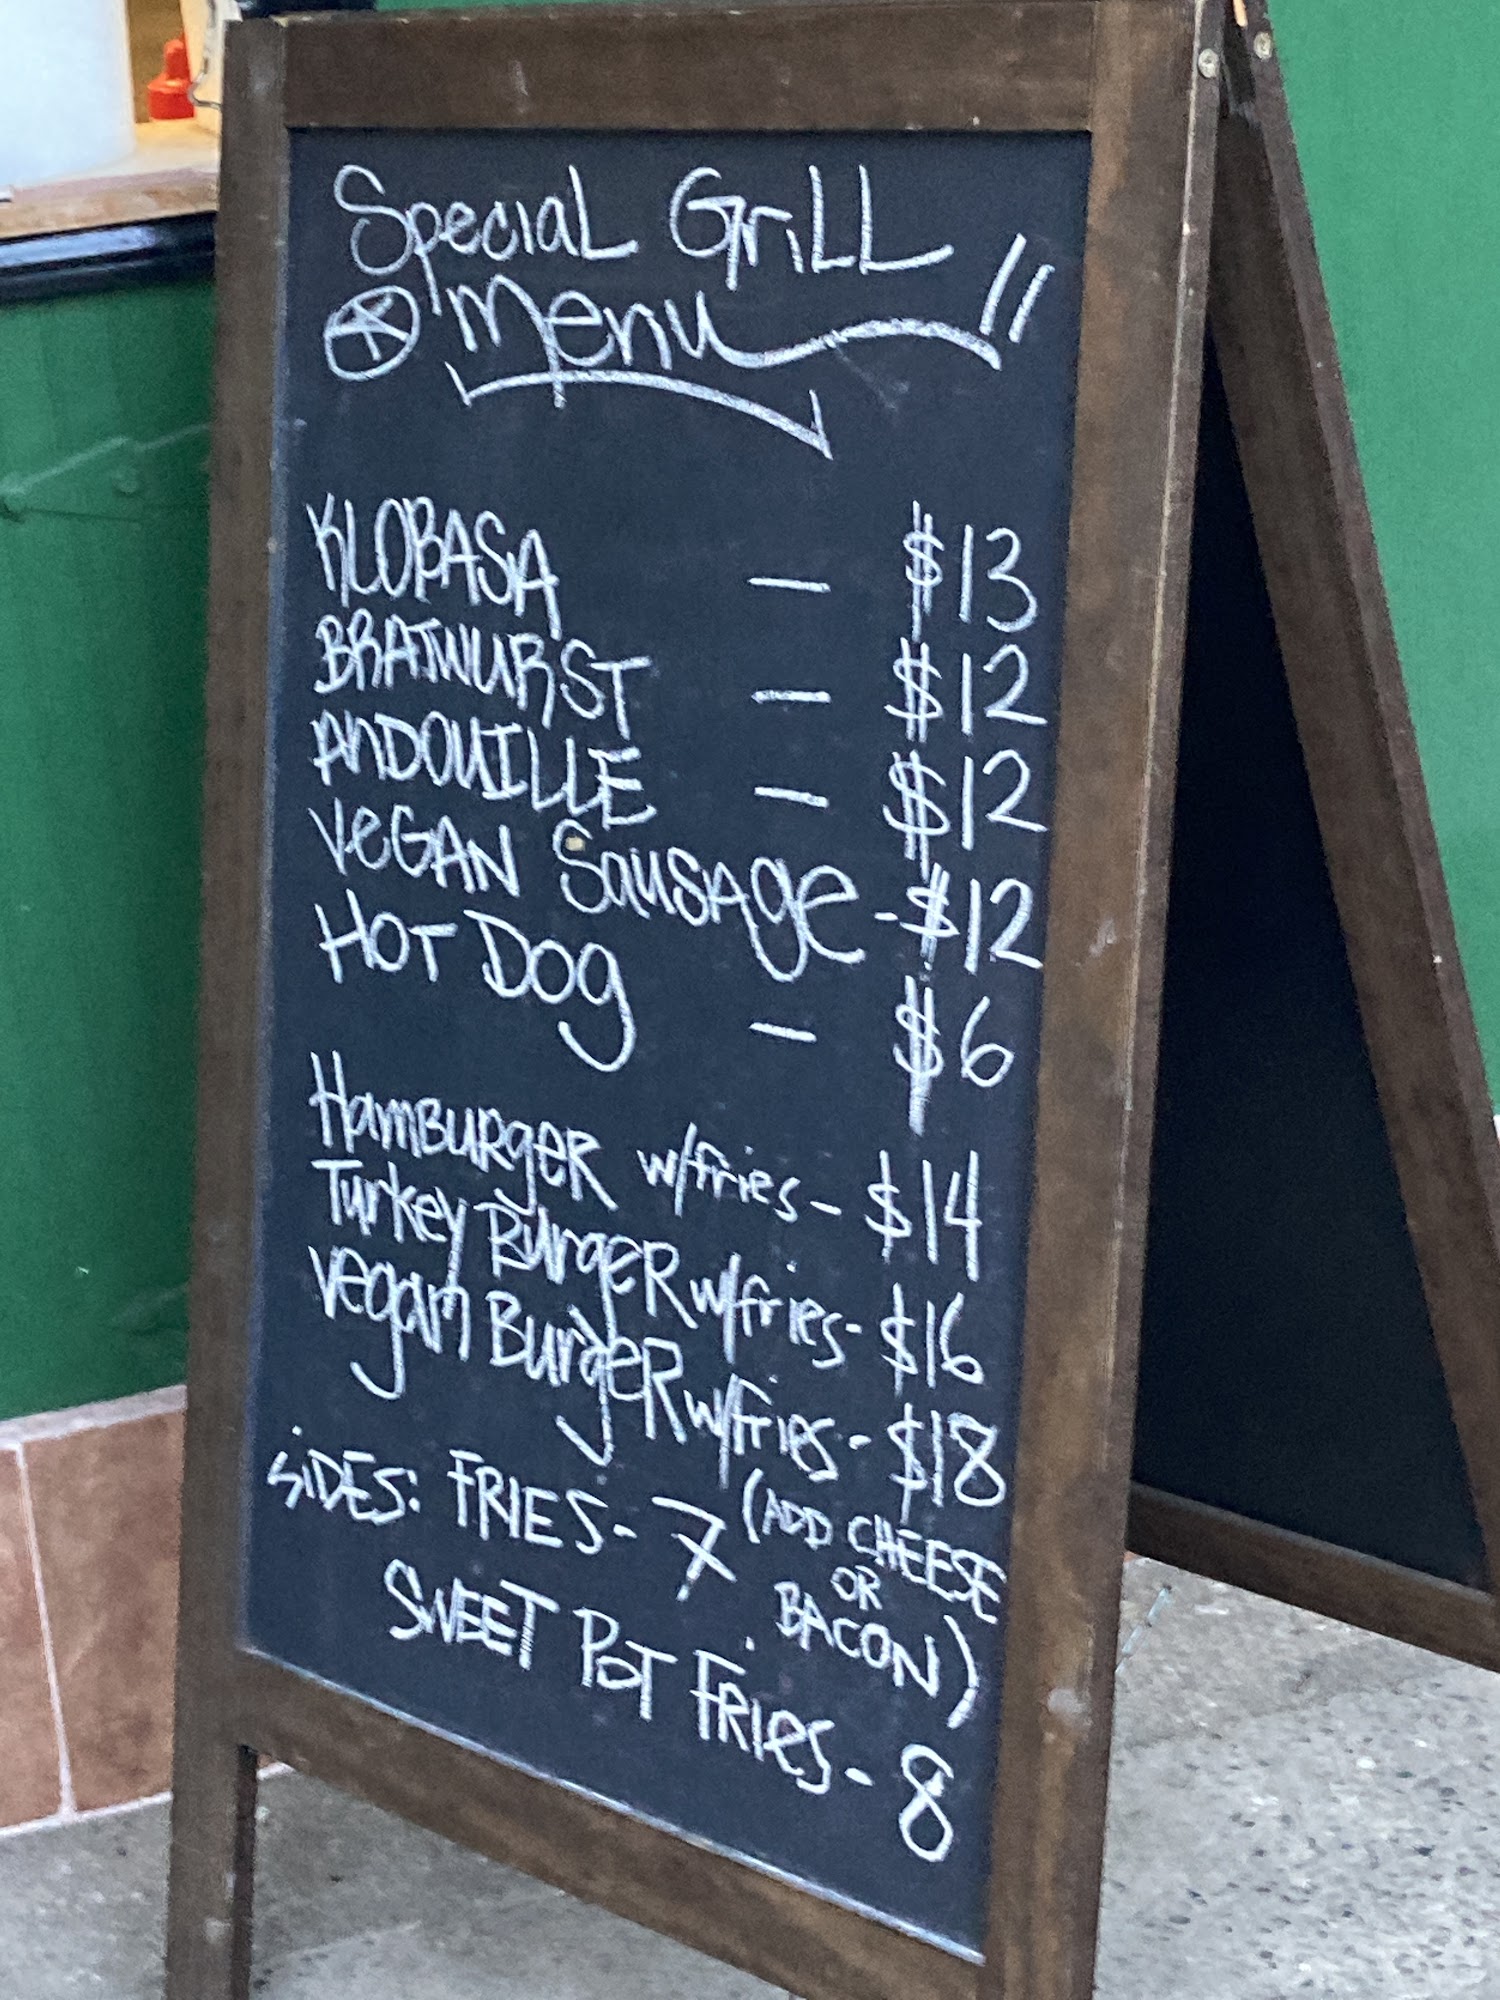 SpeciaL GriLL
Menu
KLOBASA — $13
BRATWURST — $12
ANDOUILLE — $12
VeGAN SausAge - $12
HOT Dog — $6
HamBurgeR w/fries - $14
Turkey BurgeR w/fries - $16
Vegan BurgeR w/fries - $18
SiDES: FRIES - 7 (ADD CHEESE
OR
BACON)
SWEET POT FRIES - 8